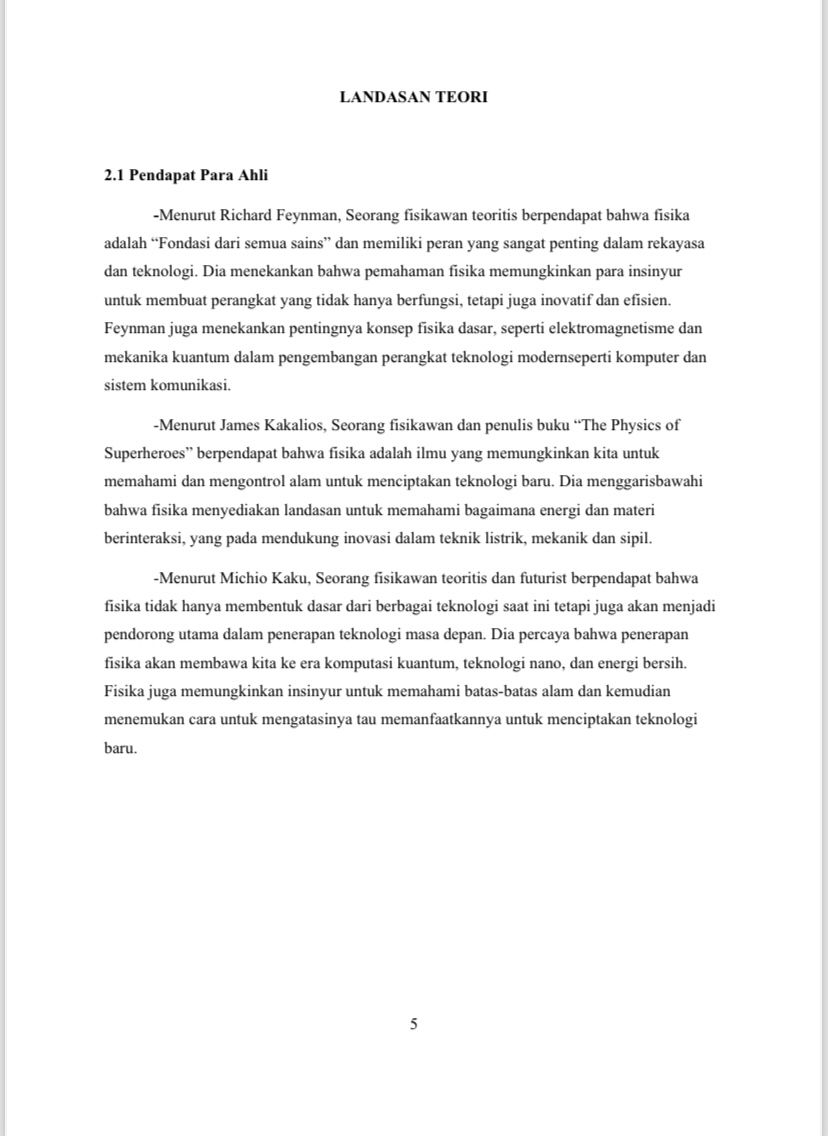 LANDASAN TEORI
2.1 Pendapat Para Ahli
-Menurut Richard Feynman, Seorang fisikawan teoritis berpendapat bahwa fisika
adalah “Fondasi dari semua sains” dan memiliki peran yang sangat penting dalam rekayasa
dan teknologi. Dia menekankan bahwa pemahaman fisika memungkinkan para insinyur
untuk membuat perangkat yang tidak hanya berfungsi, tetapi juga inovatif dan efisien.
Feynman juga menekankan pentingnya konsep fisika dasar, seperti elektromagnetisme dan
mekanika kuantum dalam pengembangan perangkat teknologi modernseperti komputer dan
sistem komunikasi.
-Menurut James Kakalios, Seorang fisikawan dan penulis buku “The Physics of
Superheroes” berpendapat bahwa fisika adalah ilmu yang memungkinkan kita untuk
memahami dan mengontrol alam untuk menciptakan teknologi baru. Dia menggarisbawahi
bahwa fisika menyediakan landasan untuk memahami bagaimana energi dan materi
berinteraksi, yang pada mendukung inovasi dalam teknik listrik, mekanik dan sipil.
-Menurut Michio Kaku, Seorang fisikawan teoritis dan futurist berpendapat bahwa
fisika tidak hanya membentuk dasar dari berbagai teknologi saat ini tetapi juga akan menjadi
pendorong utama dalam penerapan teknologi masa depan. Dia percaya bahwa penerapan
fisika akan membawa kita ke era komputasi kuantum, teknologi nano, dan energi bersih.
Fisika juga memungkinkan insinyur untuk memahami batas-batas alam dan kemudian
menemukan cara untuk mengatasinya tau memanfaatkannya untuk menciptakan teknologi
baru.
5